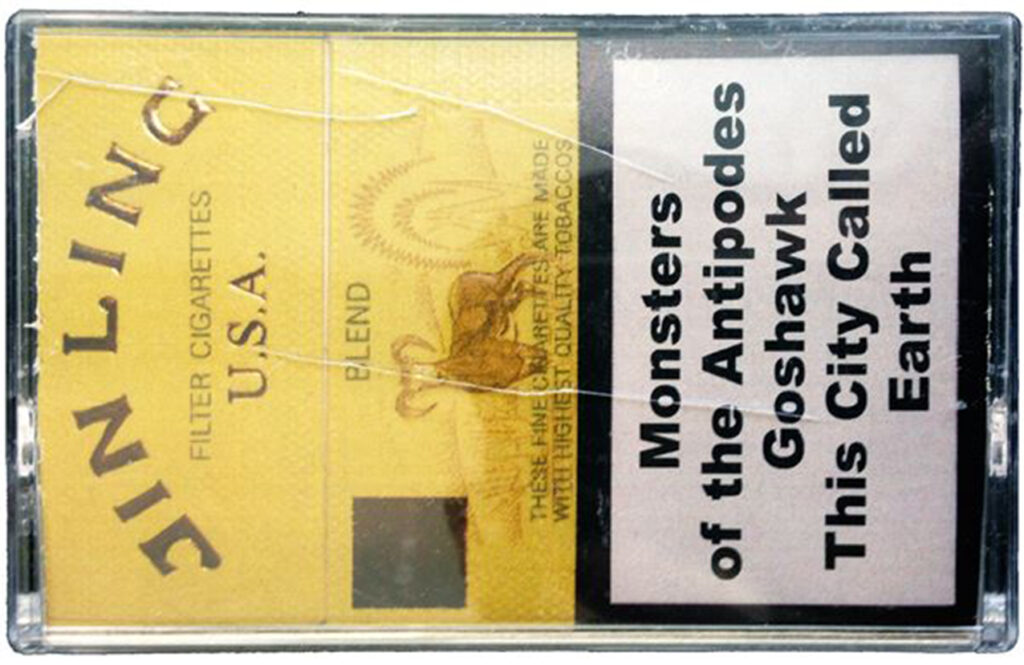 JIN LING
FILTER CIGARETTES
U.S.A.
BLEND
THESE FINE CIGARETTES ARE MADE
WITH HIGHEST QUALITY TOBACCOS
Monsters
of the Antipodes
Goshawk
This City Called
Earth